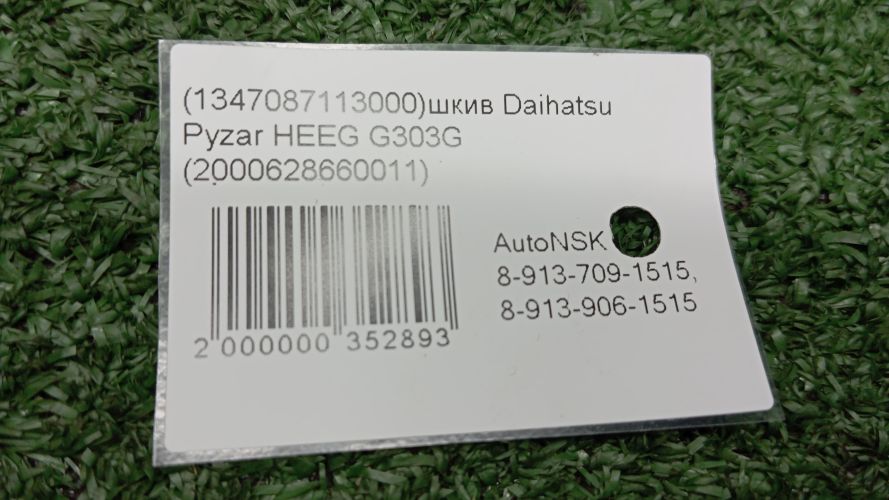 (1347087113000)шкив Daihatsu
Pyzar HEEG G303G
(2000628660011)
AutoNSK
8-913-709-1515,
8-913-906-1515
2 000000 352893